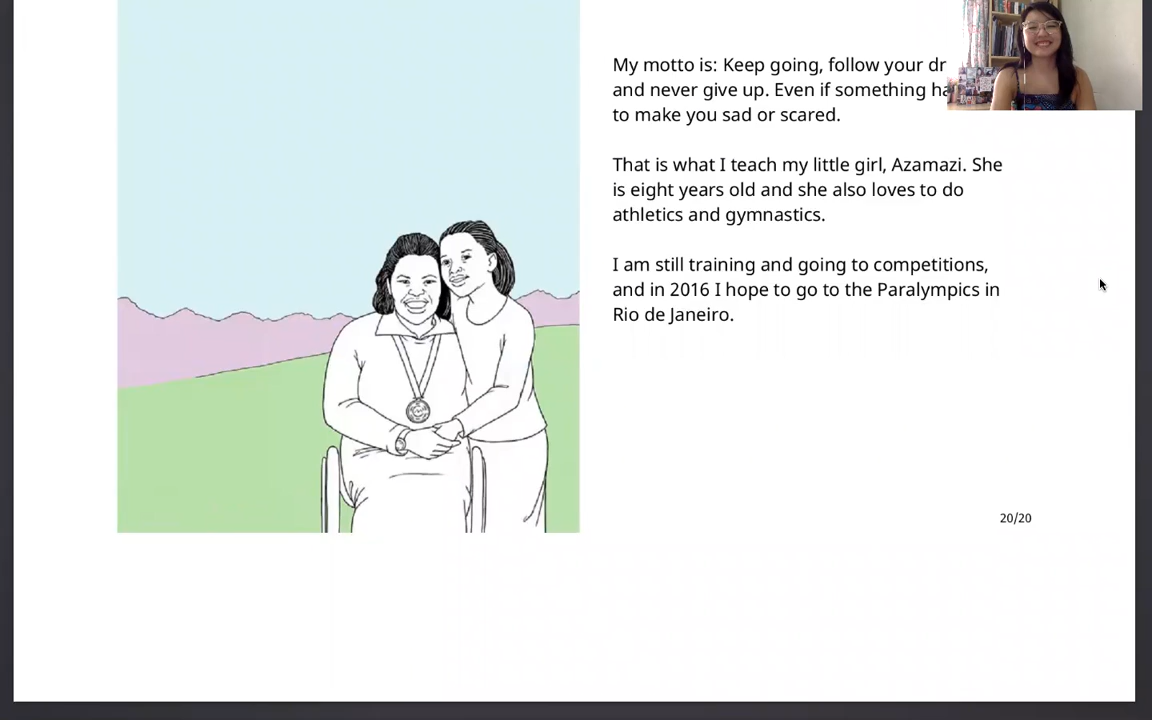 My motto is: Keep going, follow your
and never give up. Even if something
to make you sad or scared.
That is what I teach my little girl, Azamazi. She
is eight years old and she also loves to do
athletics and gymnastics.
I am still training and going to competitions,
and in 2016 I hope to go to the Paralympics in
Rio de Janeiro.
20/20